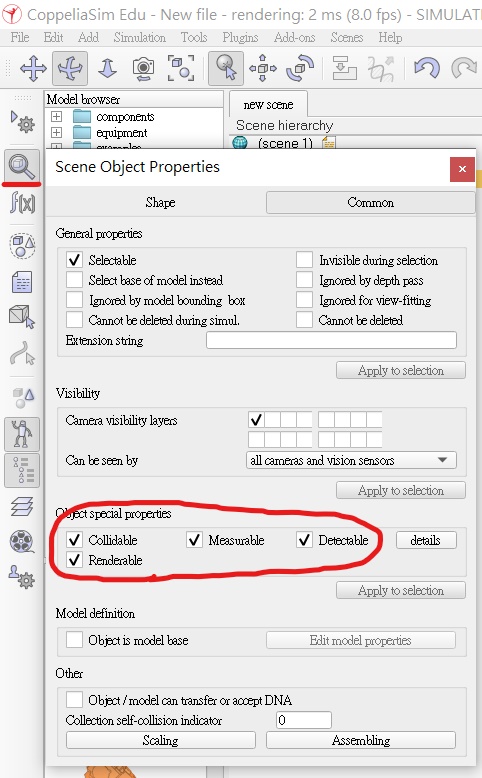 CoppeliaSim Edu - New file - rendering: 2 ms (8.0 fps) - SIMULATI
File Edit Add Simulation Tools Plugins Add-ons Scenes Help
Model browser
components
equipment
new scene
Scene hierarchy
(scene 1)
f(x)
Scene Object Properties
Shape Common
General properties
Selectable Invisible during selection
Select base of model instead Ignored by depth pass
Ignored by model bounding box Ignored for view-fitting
Cannot be deleted during simul. Cannot be deleted
Extension string
Apply to selection
Visibility
Camera visibility layers
Can be seen by all cameras and vision sensors
Apply to selection
Object special properties
Collidable Measurable Detectable details
Renderable
Apply to selection
Model definition
Object is model base Edit model properties
Other
Object / model can transfer or accept DNA
Collection self-collision indicator 0
Scaling Assembling